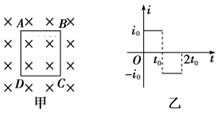 A B
D C
甲
i
i₀
O t₀ 2t₀ t
-i₀
乙